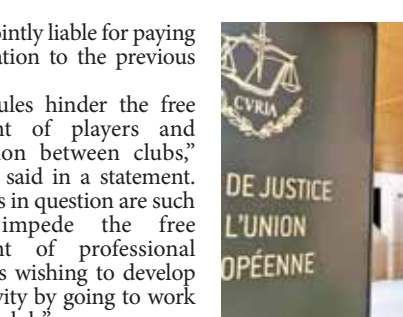 ointly liable for paying
ation to the previous
ules hinder the free
nt of players and
ion between clubs,”
said in a statement.
s in question are such
impede the free
nt of professional
s wishing to develop
vity by going to work
CVRIA
DE JUSTICE
L'UNION
OPÉENNE